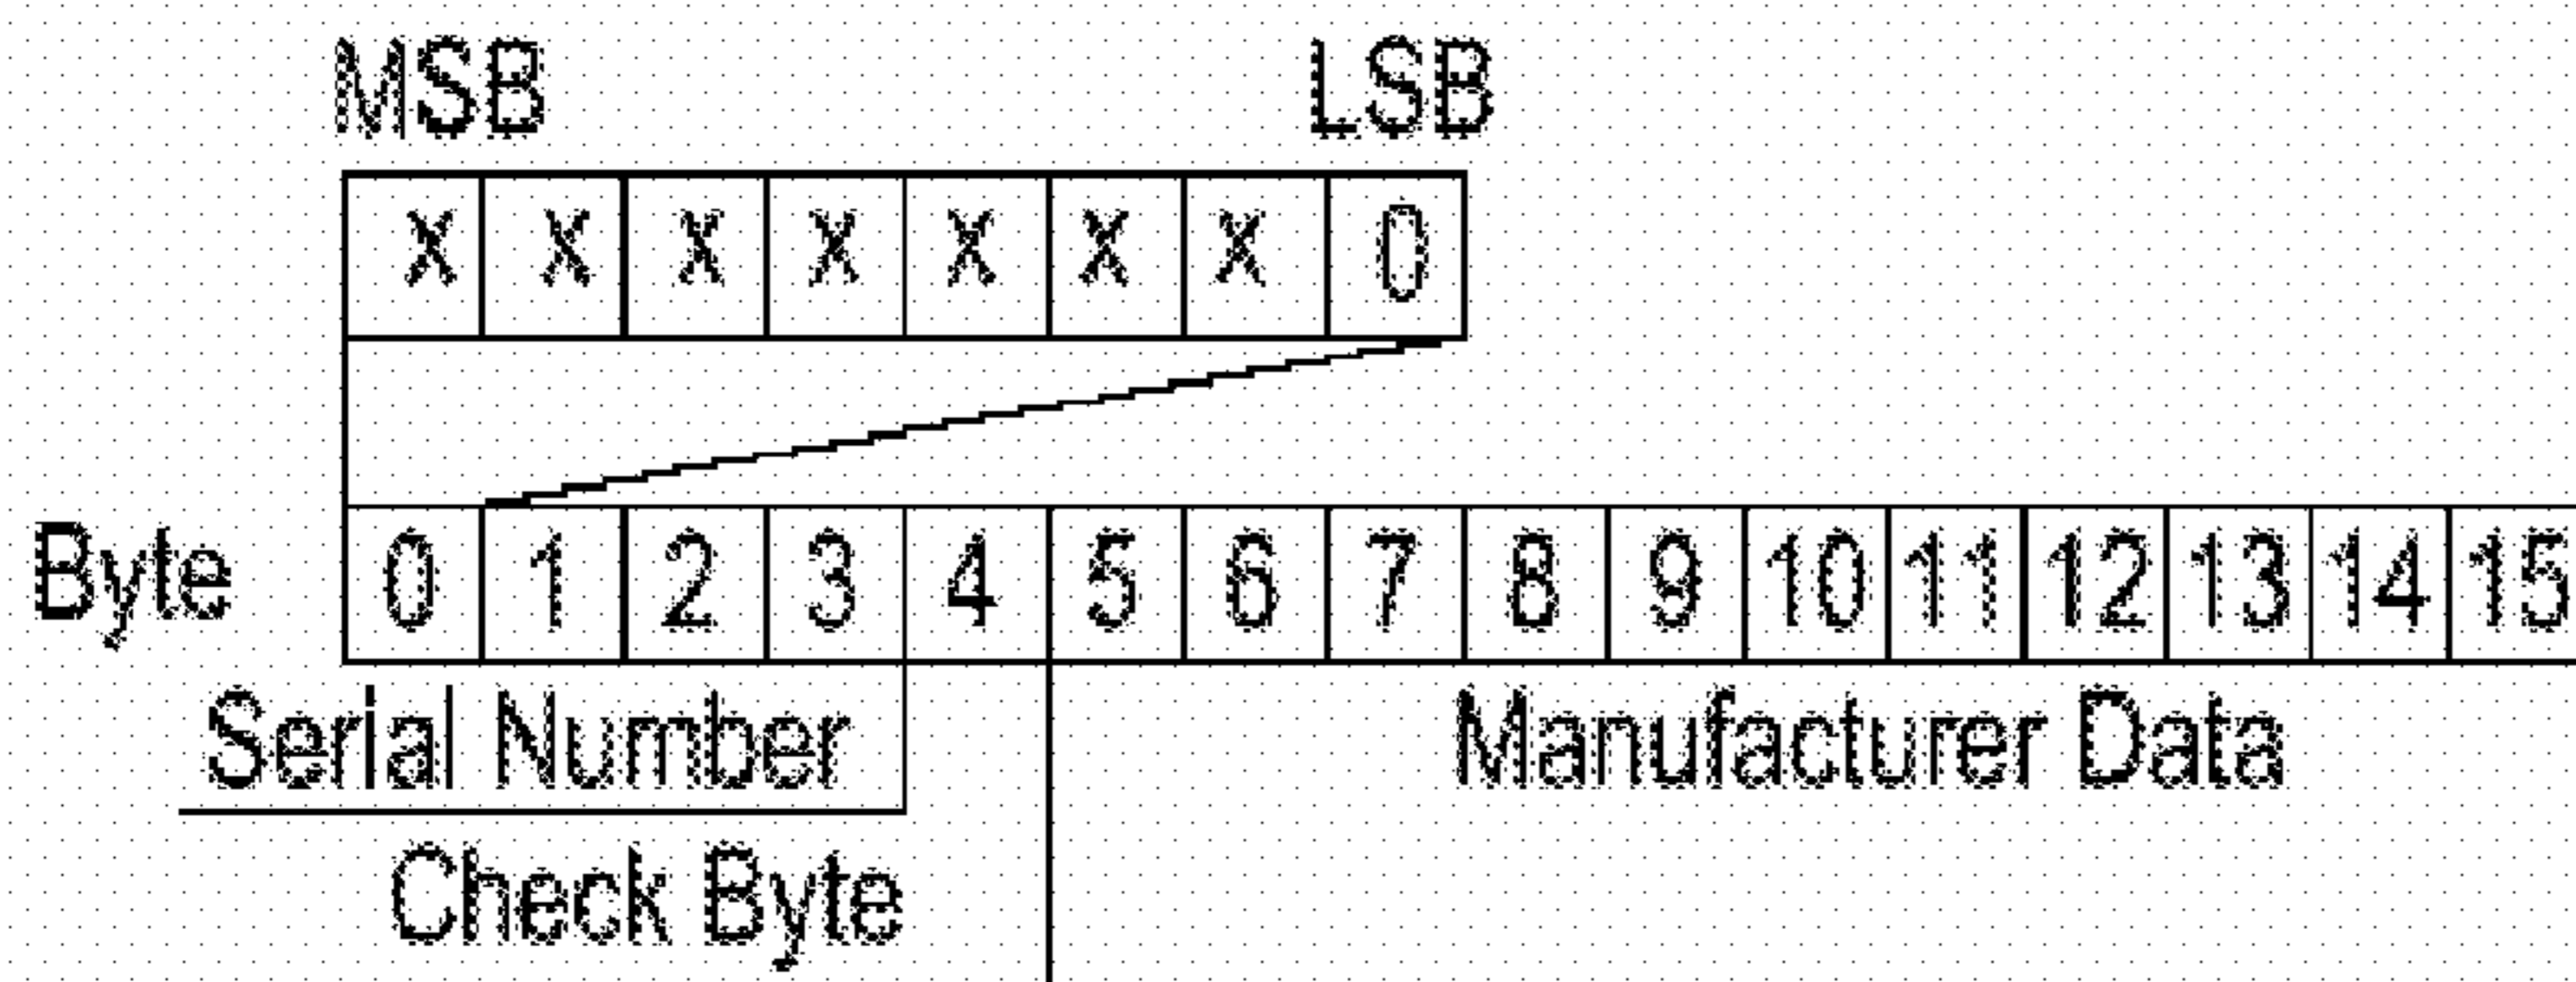 MSB LSB
X X X X X X X 0
Byte 0 1 2 3 4 5 6 7 8 9 10 11 12 13 14 15
Serial Number Manufacturer Data
Check Byte